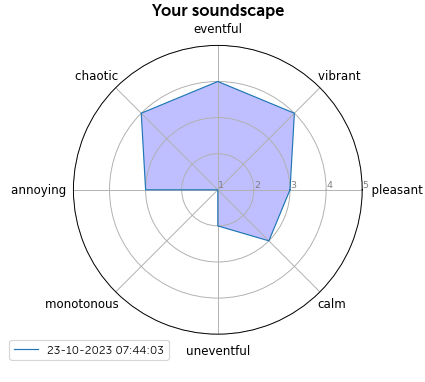 Your soundscape
eventful
chaotic
vibrant
annoying
1 2 3 4 5
pleasant
monotonous
calm
uneventful
23-10-2023 07:44:03